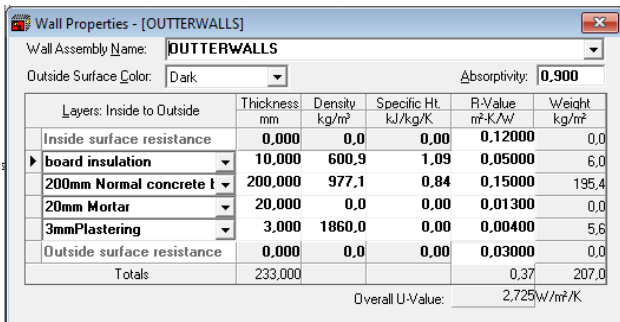 Wall Properties - [OUTTERWALLS]
Wall Assembly Name: OUTTERWALLS
Outside Surface Color: Dark Absorptivity: 0,900
Layers: Inside to Outside Thickness mm Density kg/m³ Specific Ht. kJ/kg/K R-Value m²-K/W Weight kg/m²
Inside surface resistance 0,000 0,0 0,00 0,12000 0,0
board insulation 10,000 600,9 1,09 0,05000 6,0
200mm Normal concrete 200,000 977,1 0,84 0,15000 195,4
20mm Mortar 20,000 0,0 0,00 0,01300 0,0
3mmPlastering 3,000 1860,0 0,00 0,00400 5,6
Outside surface resistance 0,000 0,0 0,00 0,03000 0,0
Totals 233,000 0,37 207,0
Overall U-Value: 2,725 W/m²/K